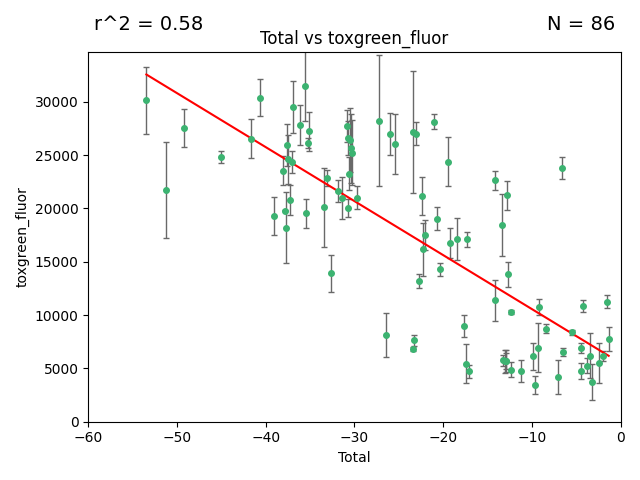 r^2 = 0.58
N = 86
Total vs toxgreen_fluor
30000
25000
20000
15000
10000
5000
0
toxgreen_fluor
−60
−50
−40
−30
−20
−10
0
Total